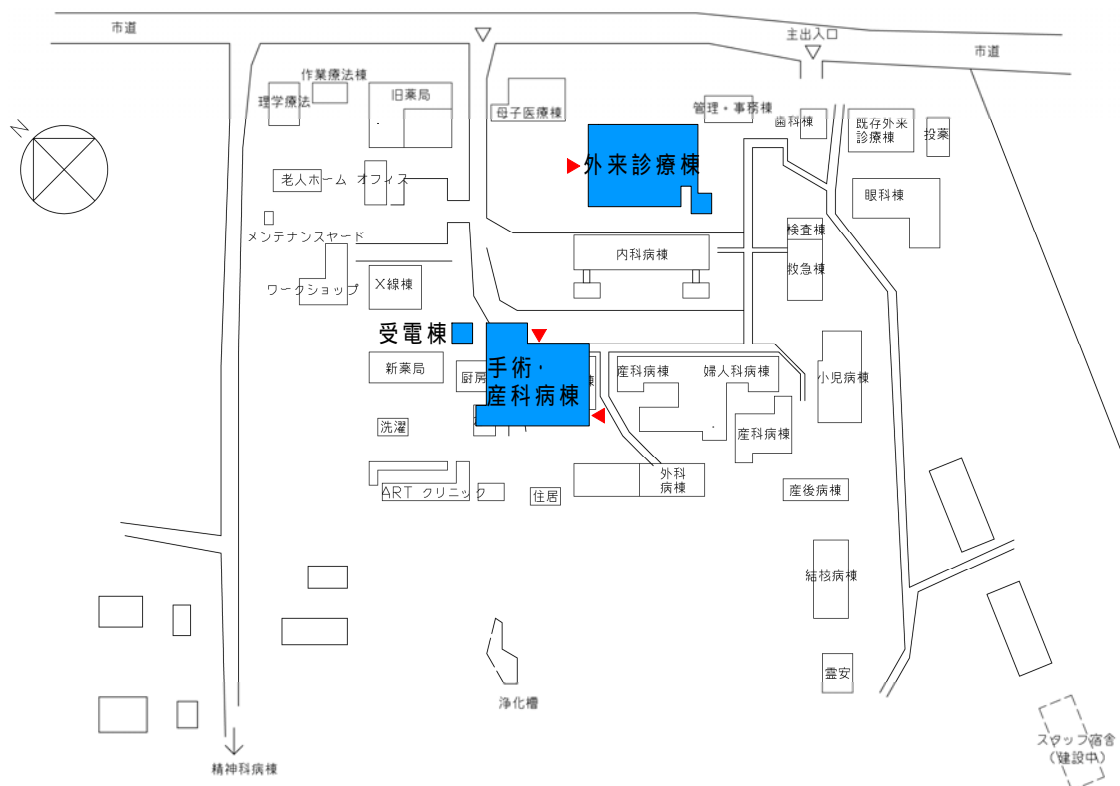 市道
主出入口
市道
作業療法棟
理学療法
旧薬局
母子医療棟
管理・事務棟
歯科棟
既存外来
診療棟
投薬
N
外来診療棟
老人ホーム
オフィス
眼科棟
メンテナンスヤード
検査棟
内科病棟
救急棟
ワークショップ
X線棟
受電棟
新薬局
厨房
手術・
産科病棟
棟
産科病棟
婦人科病棟
小児病棟
洗濯
産科病棟
外科
病棟
ART クリニック
住居
産後病棟
結核病棟
霊安
浄化槽
スタッフ宿舎
(建設中)
精神科病棟